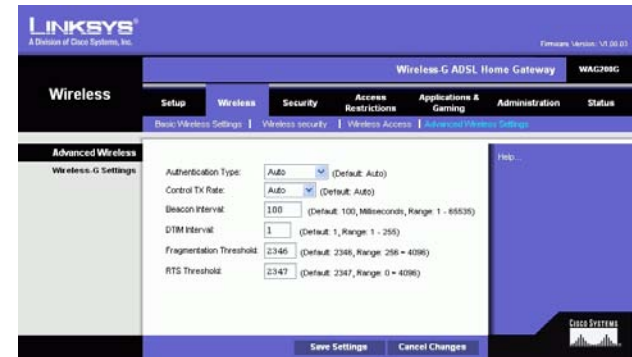 LINKSYS®
A Division of Cisco Systems, Inc.
Firmware Version: V1.00.03
Wireless-G ADSL Home Gateway WAG200G
Wireless
Setup Wireless Security Access Restrictions Applications & Gaming Administration Status
Basic Wireless Settings | Wireless security | Wireless Access | Advanced Wireless Settings
Advanced Wireless
Wireless-G Settings
Help...
Authentication Type: Auto (Default: Auto)
Control TX Rate: Auto (Default: Auto)
Beacon Interval: 100 (Default: 100, Milliseconds, Range: 1 - 65535)
DTIM Interval: 1 (Default: 1, Range: 1 - 255)
Fragmentation Threshold: 2346 (Default: 2346, Range: 256 ~ 4096)
RTS Threshold: 2347 (Default: 2347, Range: 0 ~ 4096)
Save Settings Cancel Changes
CISCO SYSTEMS